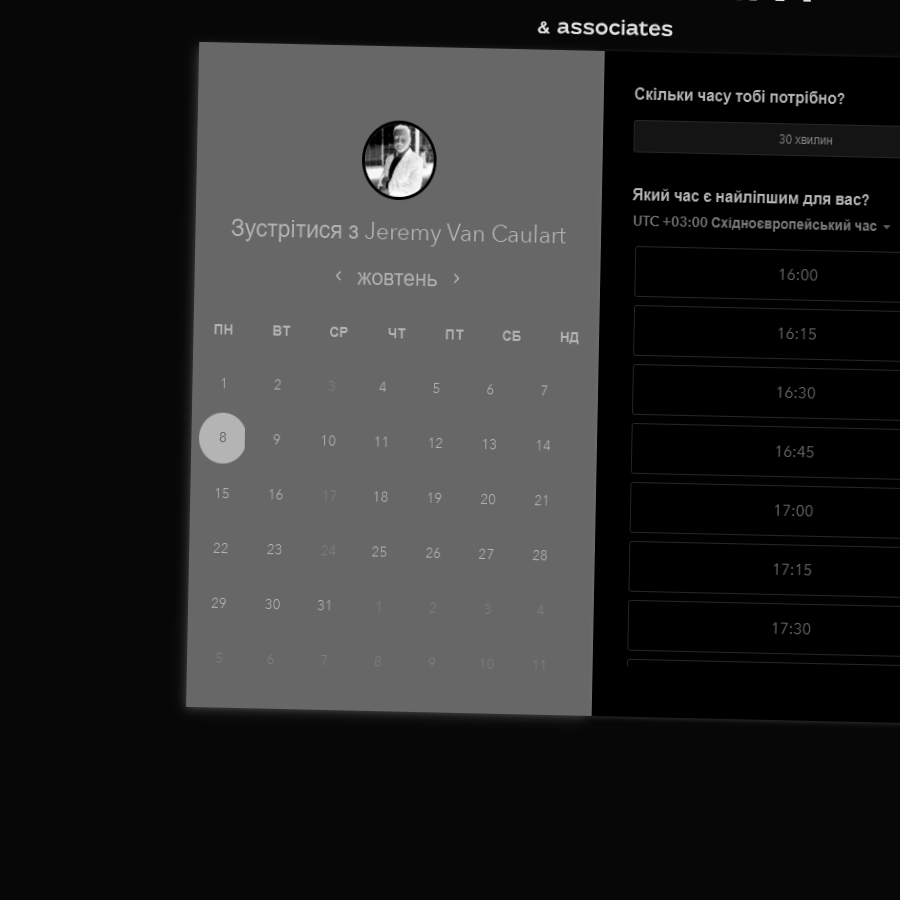 & associates
Зустрітися з Jeremy Van Caulart
‹ жовтень ›
ПН ВТ СР ЧТ ПТ СБ НД
1 2 3 4 5 6 7
8 9 10 11 12 13 14
15 16 17 18 19 20 21
22 23 24 25 26 27 28
29 30 31 1 2 3 4
5 6 7 8 9 10 11
Скільки часу тобі потрібно?
30 хвилин
Який час є найліпшим для вас?
UTC +03:00 Східноєвропейський час
16:00
16:15
16:30
16:45
17:00
17:15
17:30